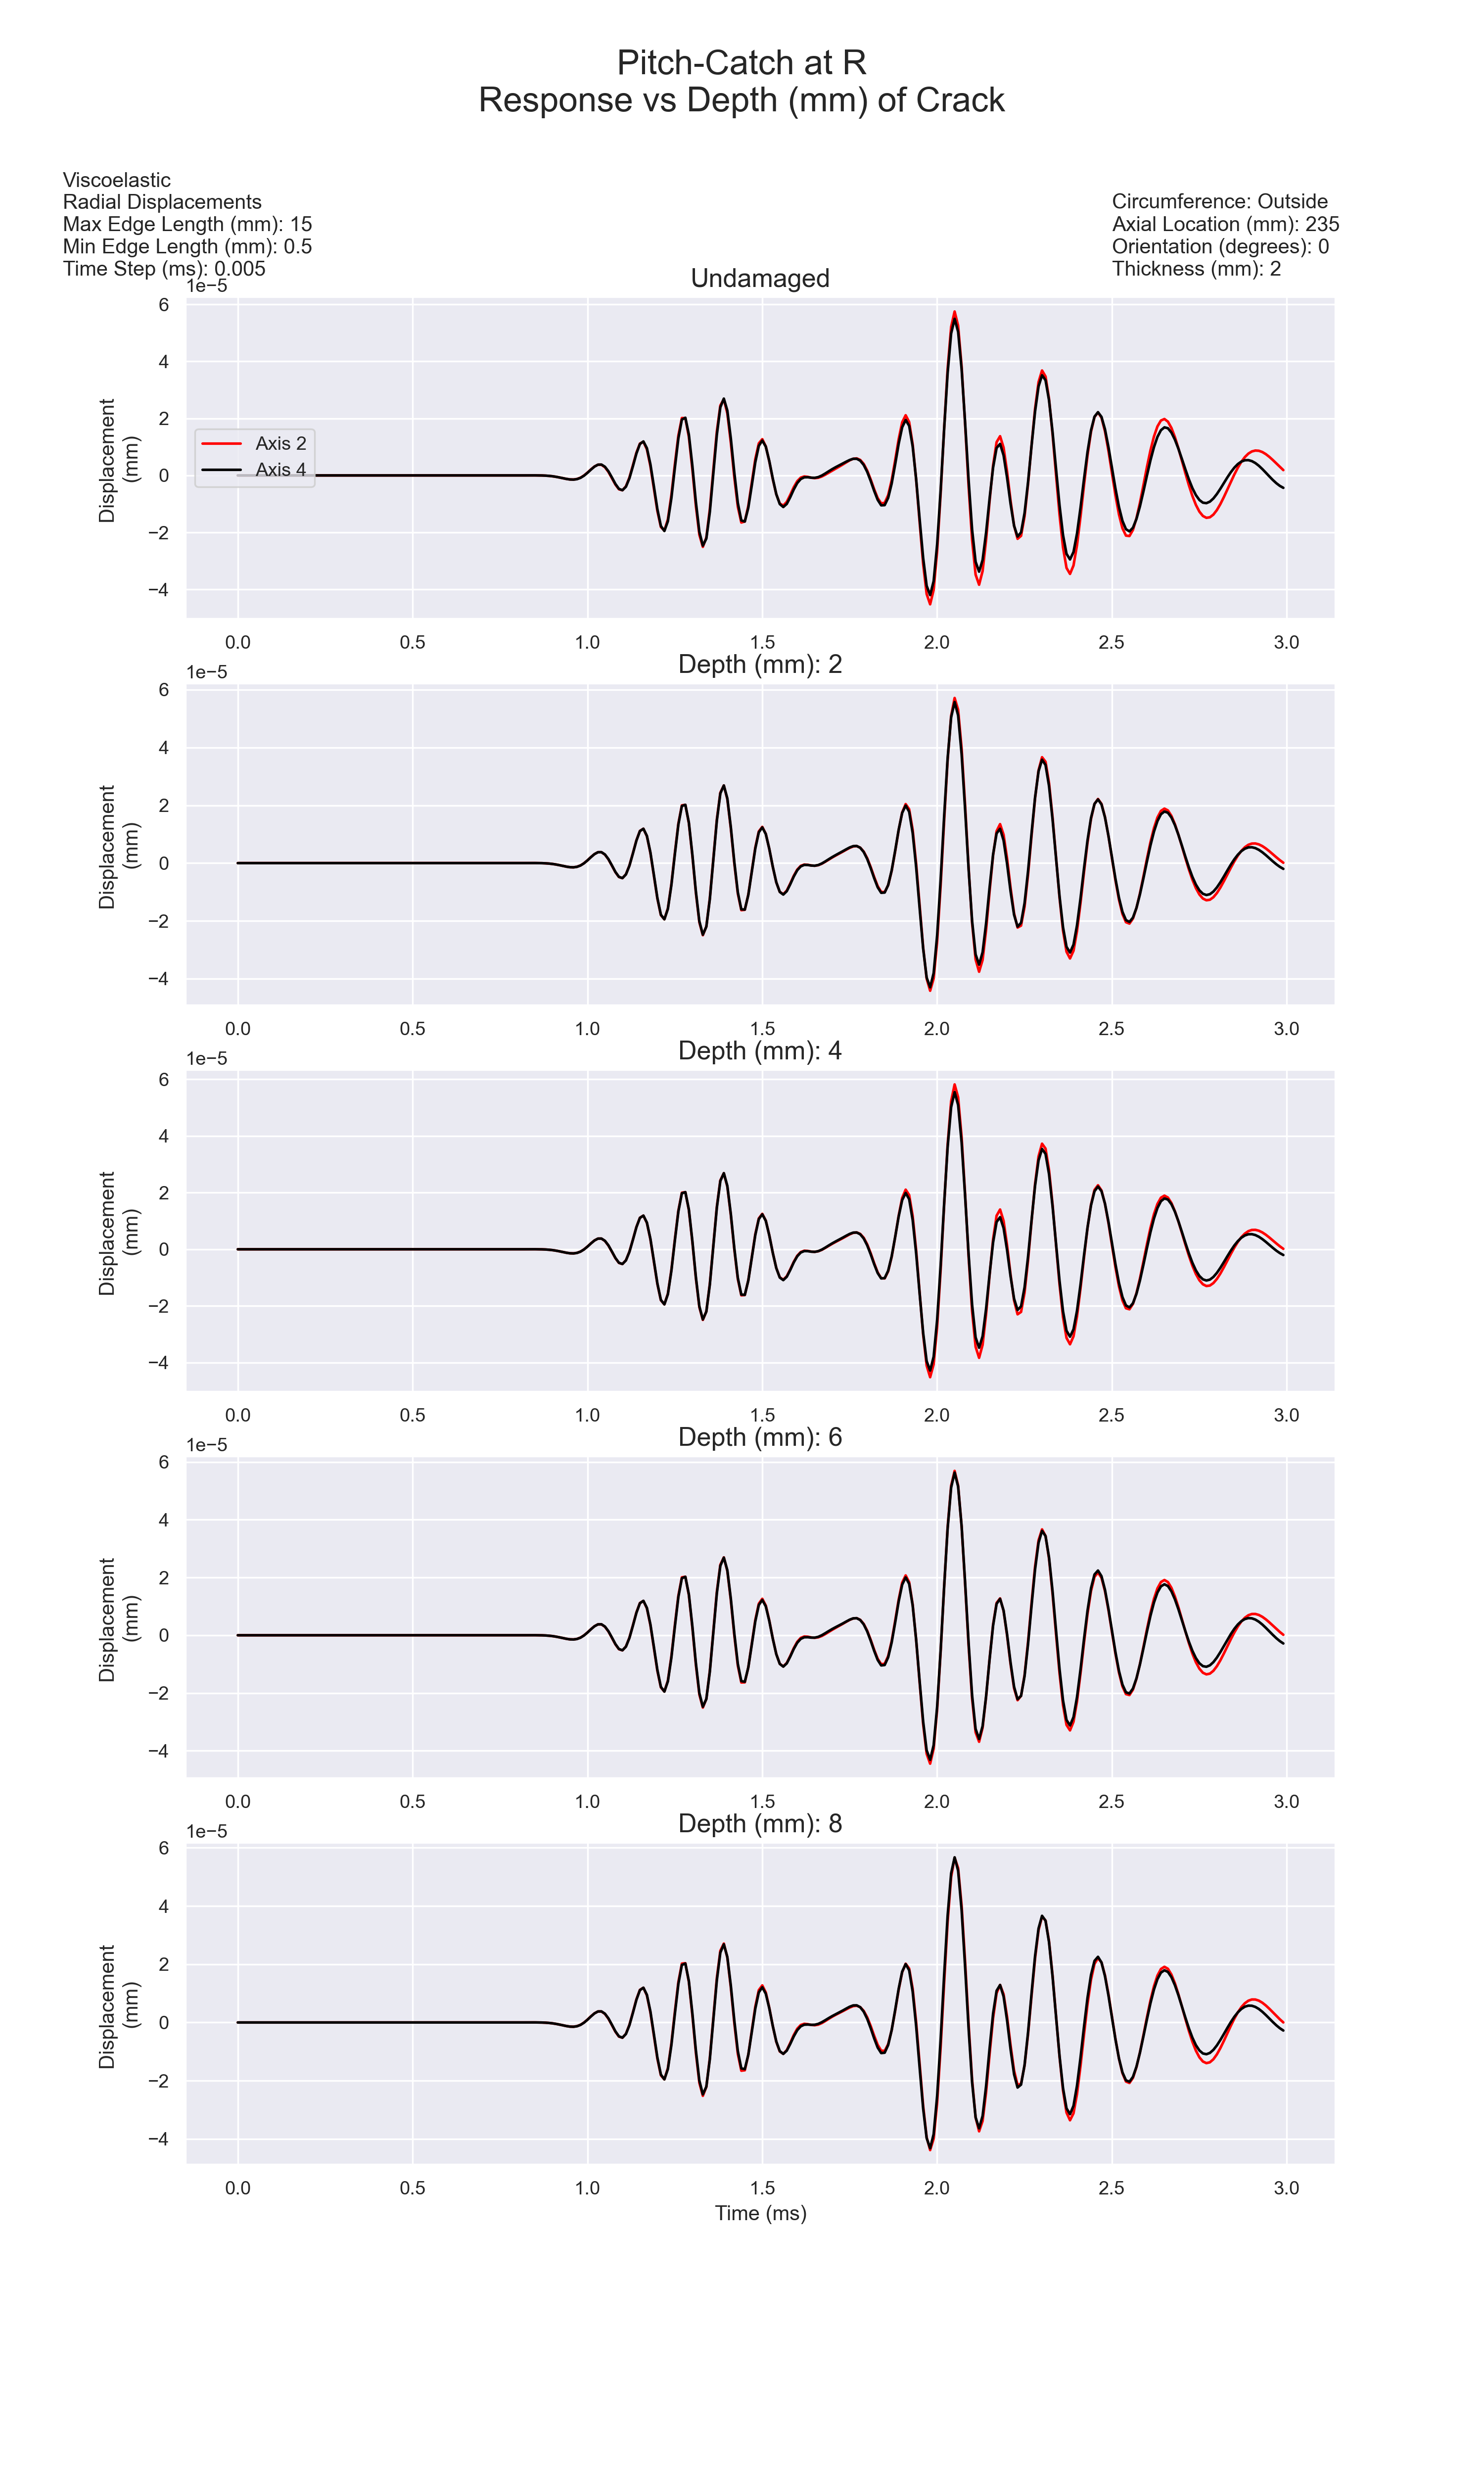 Pitch-Catch at R
Response vs Depth (mm) of Crack
Viscoelastic
Radial Displacements
Max Edge Length (mm): 15
Min Edge Length (mm): 0.5
Time Step (ms): 0.005
Circumference: Outside
Axial Location (mm): 235
Orientation (degrees): 0
Thickness (mm): 2
Undamaged
1e−5
6
4
2
0
−2
−4
Displacement
(mm)
Axis 2
Axis 4
0.0 0.5 1.0 1.5 2.0 2.5 3.0
Depth (mm): 2
1e−5
6
4
2
0
−2
−4
Displacement
(mm)
0.0 0.5 1.0 1.5 2.0 2.5 3.0
Depth (mm): 4
1e−5
6
4
2
0
−2
−4
Displacement
(mm)
0.0 0.5 1.0 1.5 2.0 2.5 3.0
Depth (mm): 6
1e−5
6
4
2
0
−2
−4
Displacement
(mm)
0.0 0.5 1.0 1.5 2.0 2.5 3.0
Depth (mm): 8
1e−5
6
4
2
0
−2
−4
Displacement
(mm)
0.0 0.5 1.0 1.5 2.0 2.5 3.0
Time (ms)